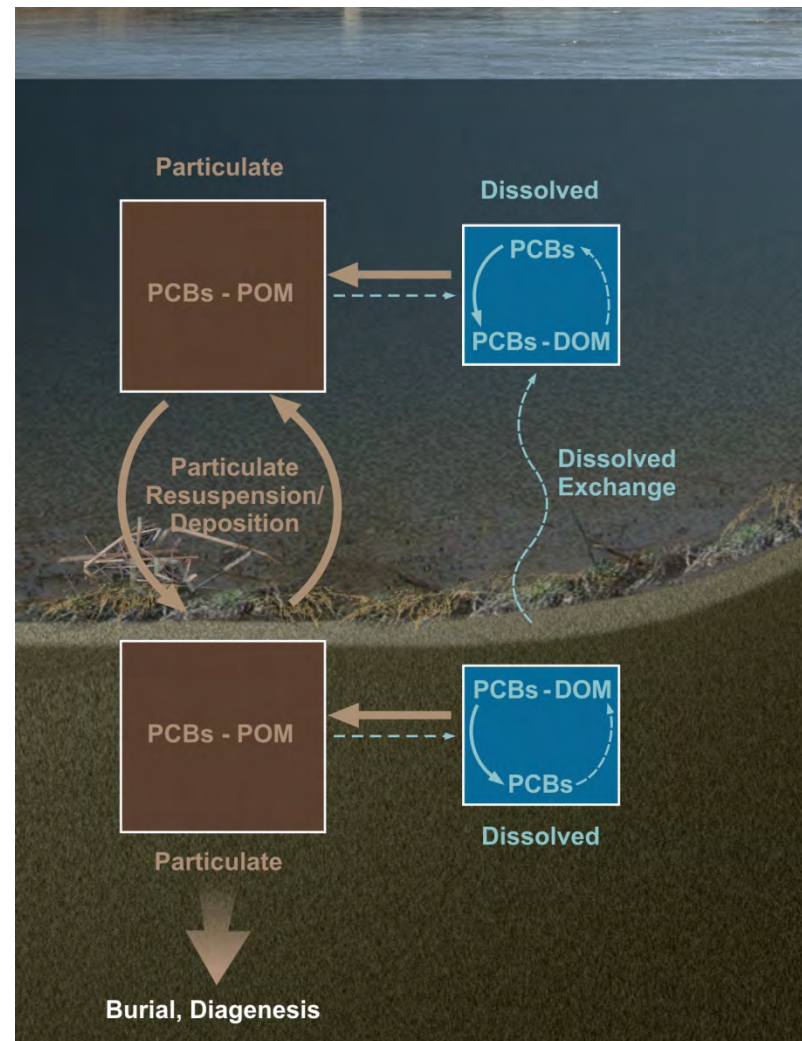 Particulate
Dissolved
PCBs - POM
PCBs
PCBs - DOM
Particulate
Resuspension/
Deposition
Dissolved
Exchange
PCBs - POM
PCBs - DOM
PCBs
Particulate
Dissolved
Burial, Diagenesis